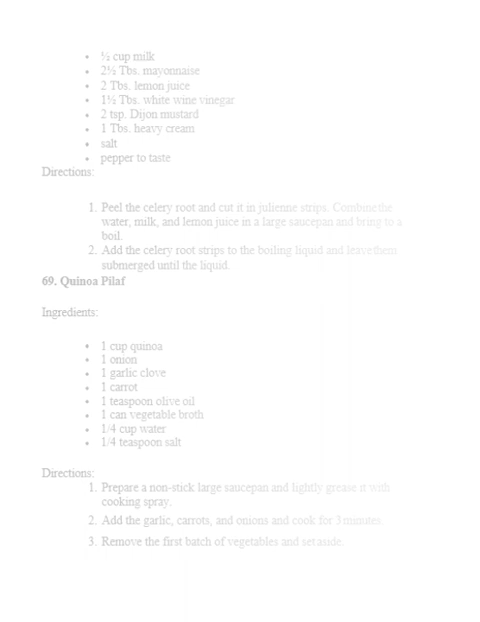 • ½ cup milk
• 2½ Tbs. mayonnaise
• 2 Tbs. lemon juice
• 1½ Tbs. white wine vinegar
• 2 tsp. Dijon mustard
• 1 Tbs. heavy cream
• salt
• pepper to taste
Directions:
1. Peel the celery root and cut it in julienne strips. Combine the
water, milk, and lemon juice in a large saucepan and bring to a
boil.
2. Add the celery root strips to the boiling liquid and leave them
submerged until the liquid.
69. Quinoa Pilaf
Ingredients:
• 1 cup quinoa
• 1 onion
• 1 garlic clove
• 1 carrot
• 1 teaspoon olive oil
• 1 can vegetable broth
• 1/4 cup water
• 1/4 teaspoon salt
Directions:
1. Prepare a non-stick large saucepan and lightly grease it with
cooking spray.
2. Add the garlic, carrots, and onions and cook for 3 minutes.
3. Remove the first batch of vegetables and set aside.